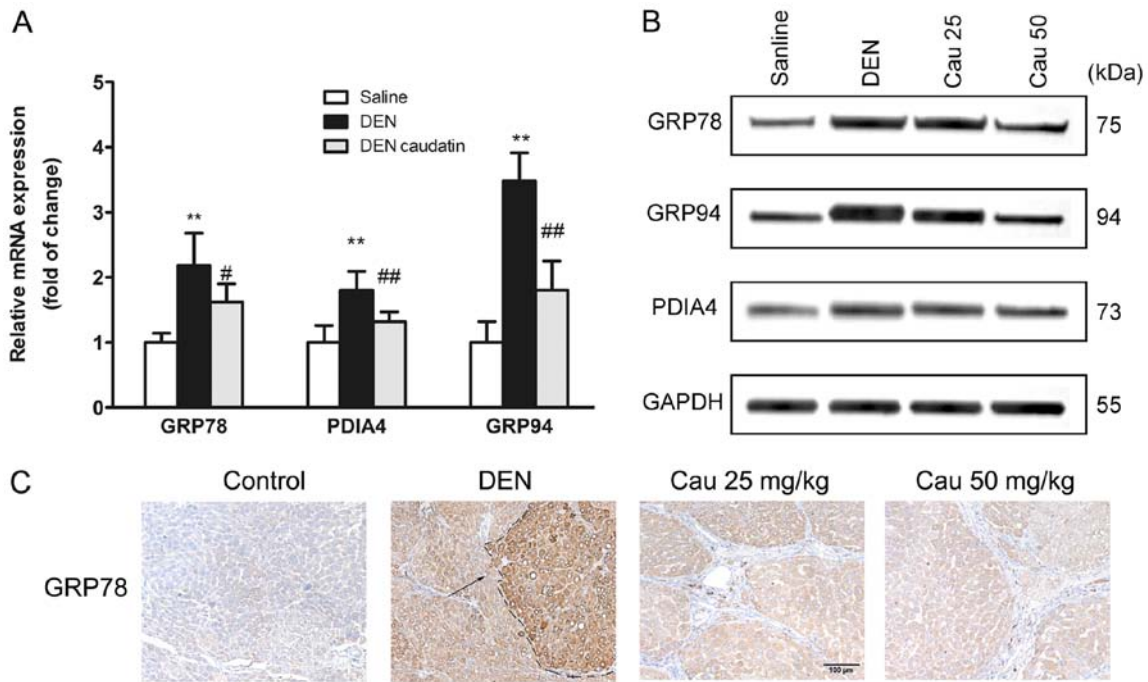 A
Relative mRNA expression
(fold of change)
5
4
3
2
1
0
Saline
DEN
DEN caudatin
**
#
**
##
**
##
GRP78 PDIA4 GRP94
B
Sanline DEN Cau 25 Cau 50 (kDa)
GRP78 75
GRP94 94
PDIA4 73
GAPDH 55
C
Control DEN Cau 25 mg/kg Cau 50 mg/kg
GRP78
100 μm